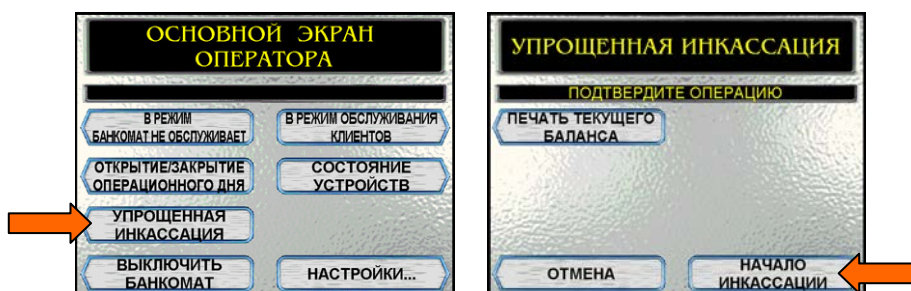 ОСНОВНОЙ ЭКРАН
ОПЕРАТОРА
В РЕЖИМ
БАНКОМАТ НЕ ОБСЛУЖИВАЕТ
В РЕЖИМ ОБСЛУЖИВАНИЯ
КЛИЕНТОВ
ОТКРЫТИЕ/ЗАКРЫТИЕ
ОПЕРАЦИОННОГО ДНЯ
СОСТОЯНИЕ
УСТРОЙСТВ
УПРОЩЕННАЯ
ИНКАССАЦИЯ
ВЫКЛЮЧИТЬ
БАНКОМАТ
НАСТРОЙКИ...
УПРОЩЕННАЯ ИНКАССАЦИЯ
ПОДТВЕРДИТЕ ОПЕРАЦИЮ
ПЕЧАТЬ ТЕКУЩЕГО
БАЛАНСА
ОТМЕНА
НАЧАЛО
ИНКАССАЦИИ